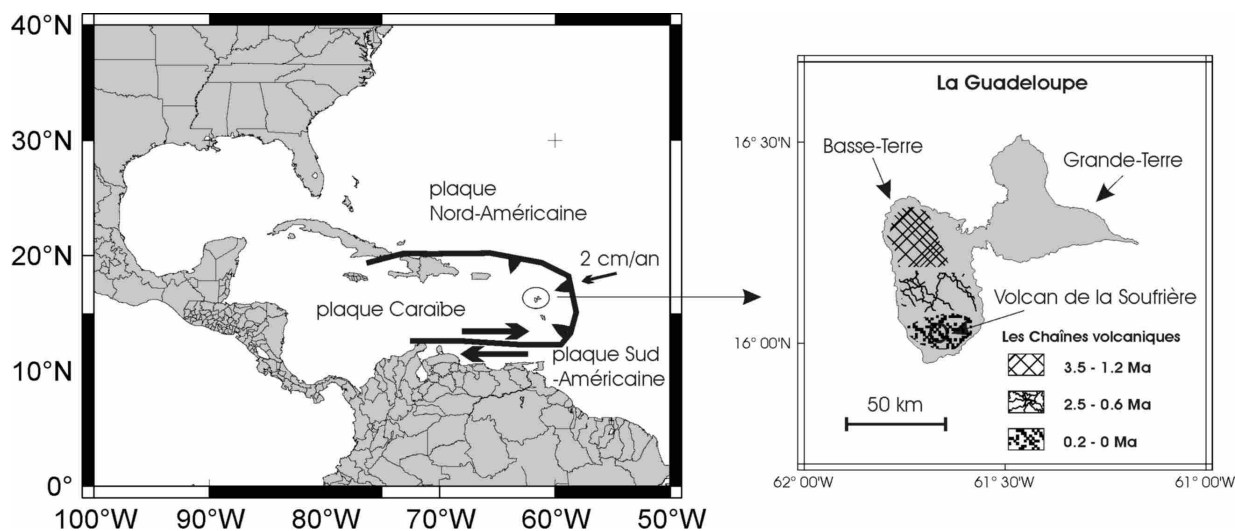 40°N
30°N
20°N
10°N
0°
100°W
90°W
80°W
70°W
60°W
50°W
plaque
Nord-Américaine
2 cm/an
plaque Caraïbe
plaque Sud
-Américaine
La Guadeloupe
16° 30'N
Basse-Terre
Grande-Terre
Volcan de la Soufrière
16° 00'N
Les Chaînes volcaniques
3.5 - 1.2 Ma
2.5 - 0.6 Ma
0.2 - 0 Ma
50 km
62° 00'W
61° 30'W
61° 00'W